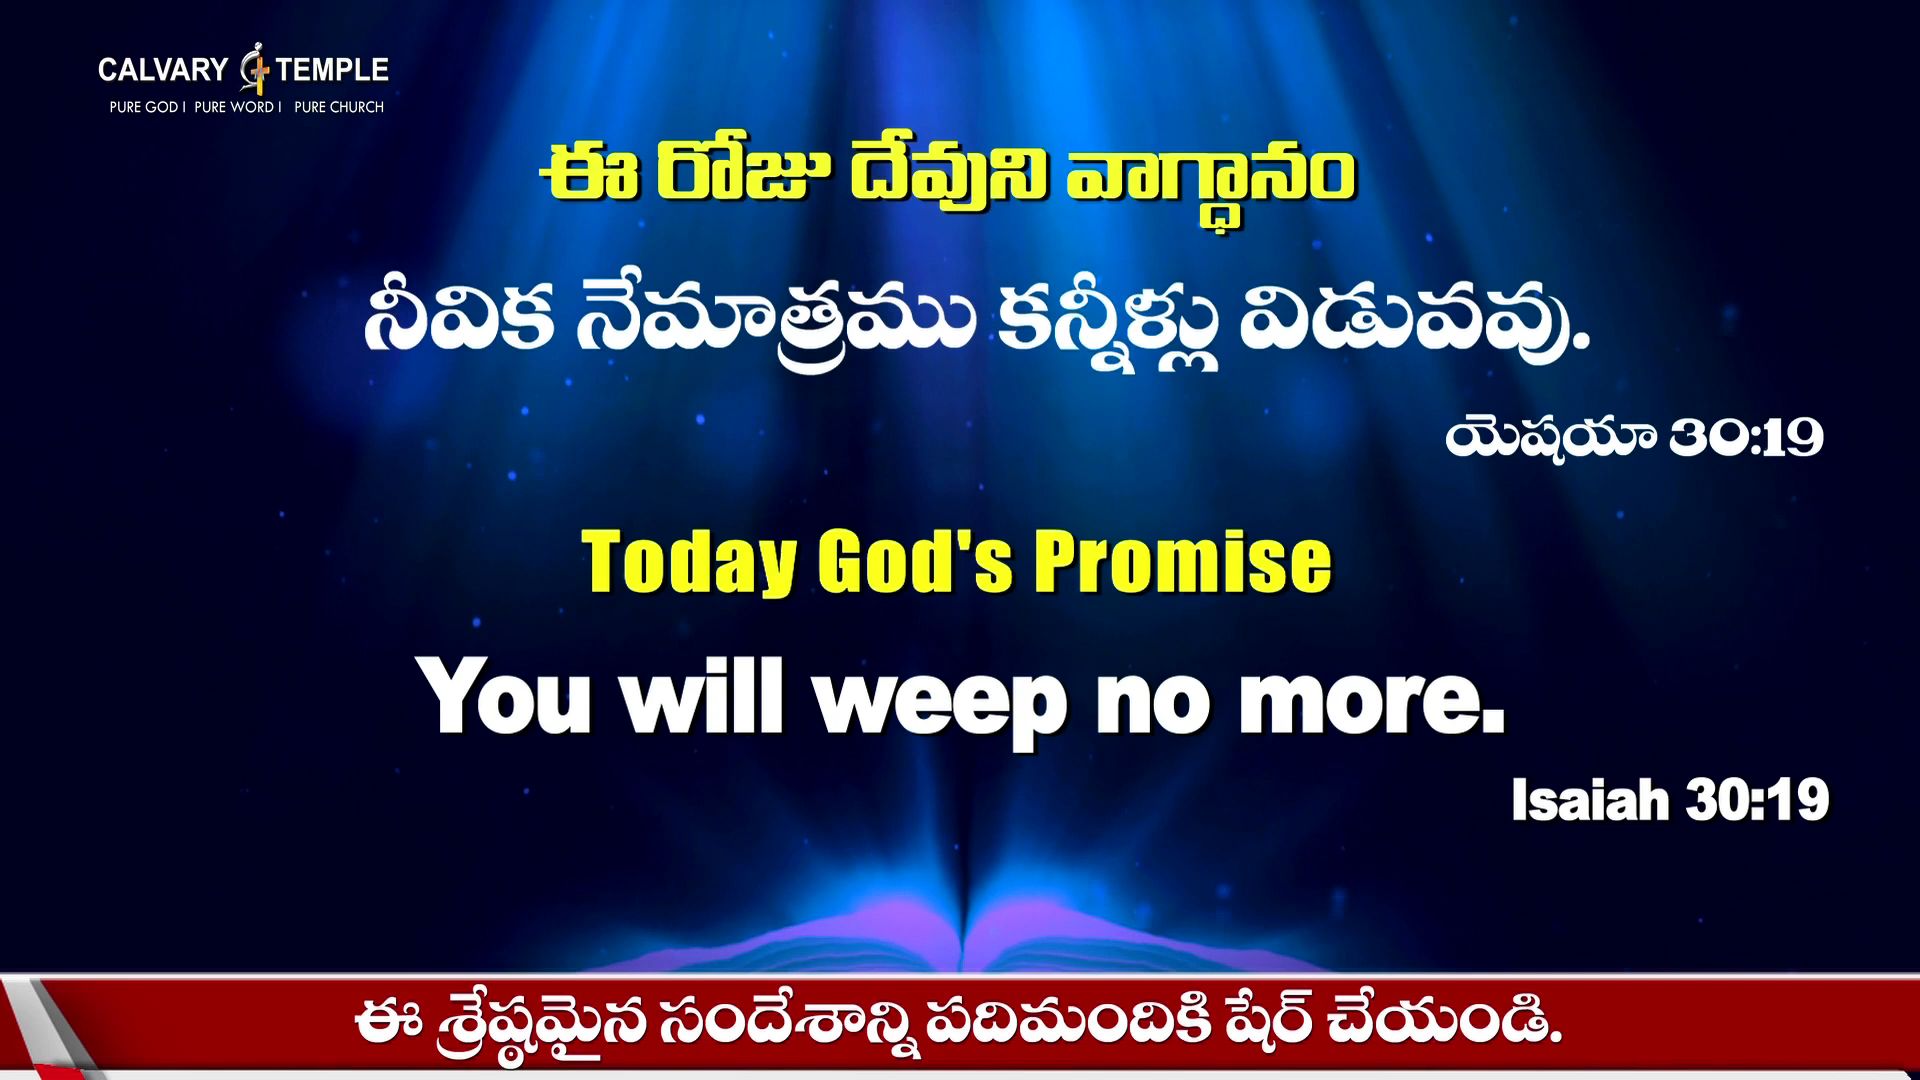 CALVARY TEMPLE
PURE GOD I PURE WORD I PURE CHURCH
ఈ రోజు దేవుని వాగ్ధానం
నీవిక నేమాత్రము కన్నీళ్లు విడువవు.
యెషయా 30:19
Today God's Promise
You will weep no more.
Isaiah 30:19
ఈ శ్రేష్ఠమైన సందేశాన్ని పదిమందికి షేర్ చేయండి.